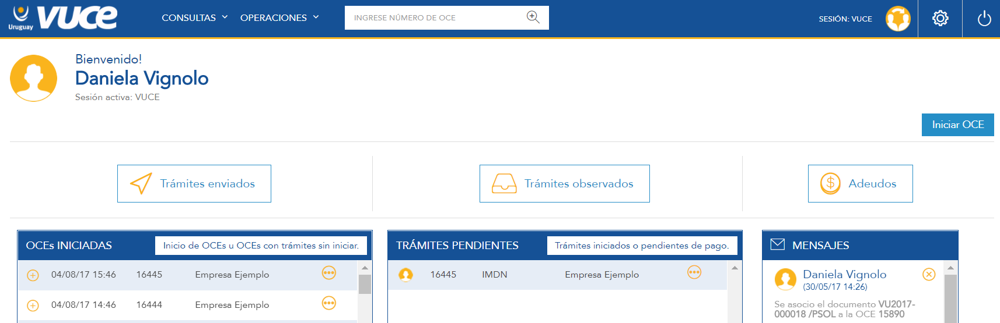 Uruguay VUCE CONSULTAS OPERACIONES INGRESE NÚMERO DE OCE SESIÓN: VUCE
Bienvenido!
Daniela Vignolo
Sesión activa: VUCE
Iniciar OCE
Trámites enviados Trámites observados $ Adeudos
OCEs INICIADAS Inicio de OCEs u OCEs con trámites sin iniciar.
04/08/17 15:46 16445 Empresa Ejemplo
04/08/17 14:46 16444 Empresa Ejemplo
TRÁMITES PENDIENTES Trámites iniciados o pendientes de pago.
16445 IMDN Empresa Ejemplo
MENSAJES
Daniela Vignolo
(30/05/17 14:26)
Se asocio el documento VU2017-
000018 /PSOL a la OCE 15890